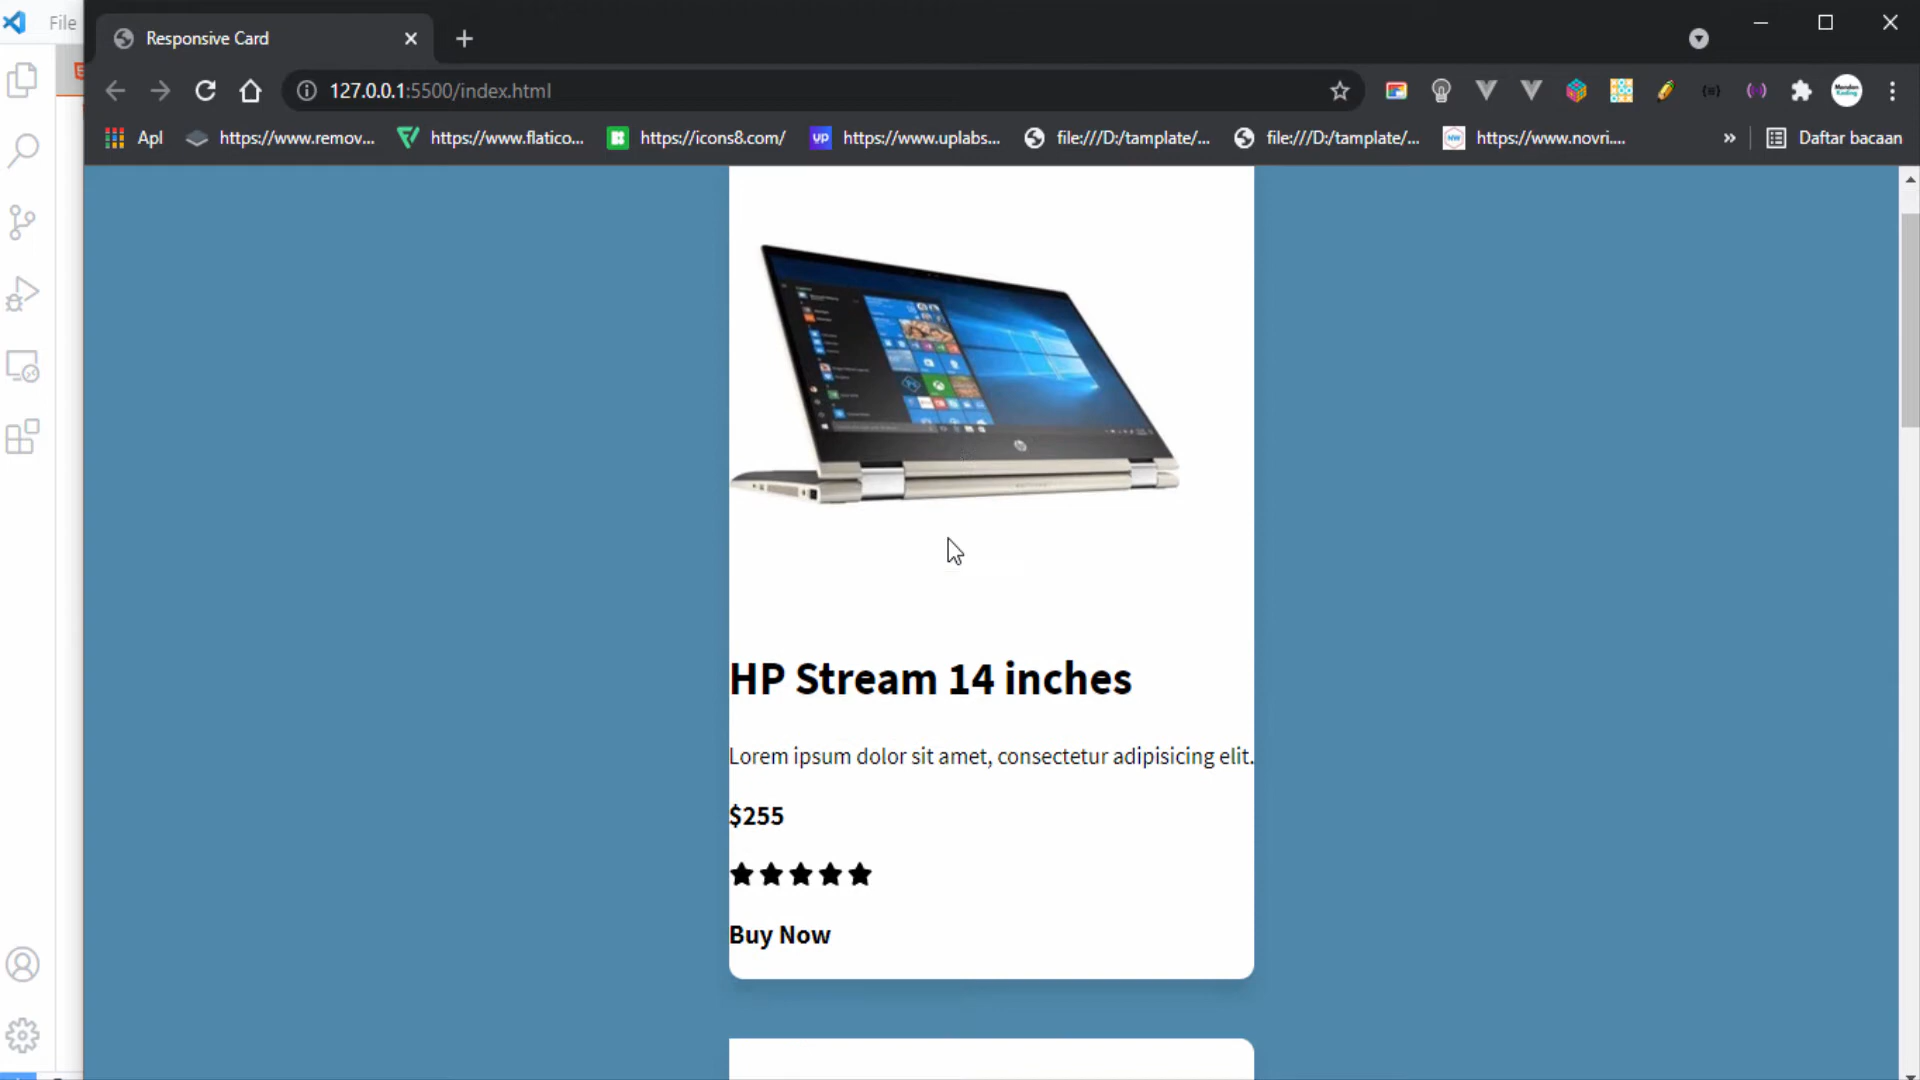 File
Responsive Card
127.0.0.1:5500/index.html
Apl
https://www.remov...
https://www.flatico...
https://icons8.com/
up
https://www.uplabs...
file:///D:/tamplate/...
file:///D:/tamplate/...
https://www.novri....
»
Daftar bacaan
HP Stream 14 inches
Lorem ipsum dolor sit amet, consectetur adipisicing elit.
$255
Buy Now